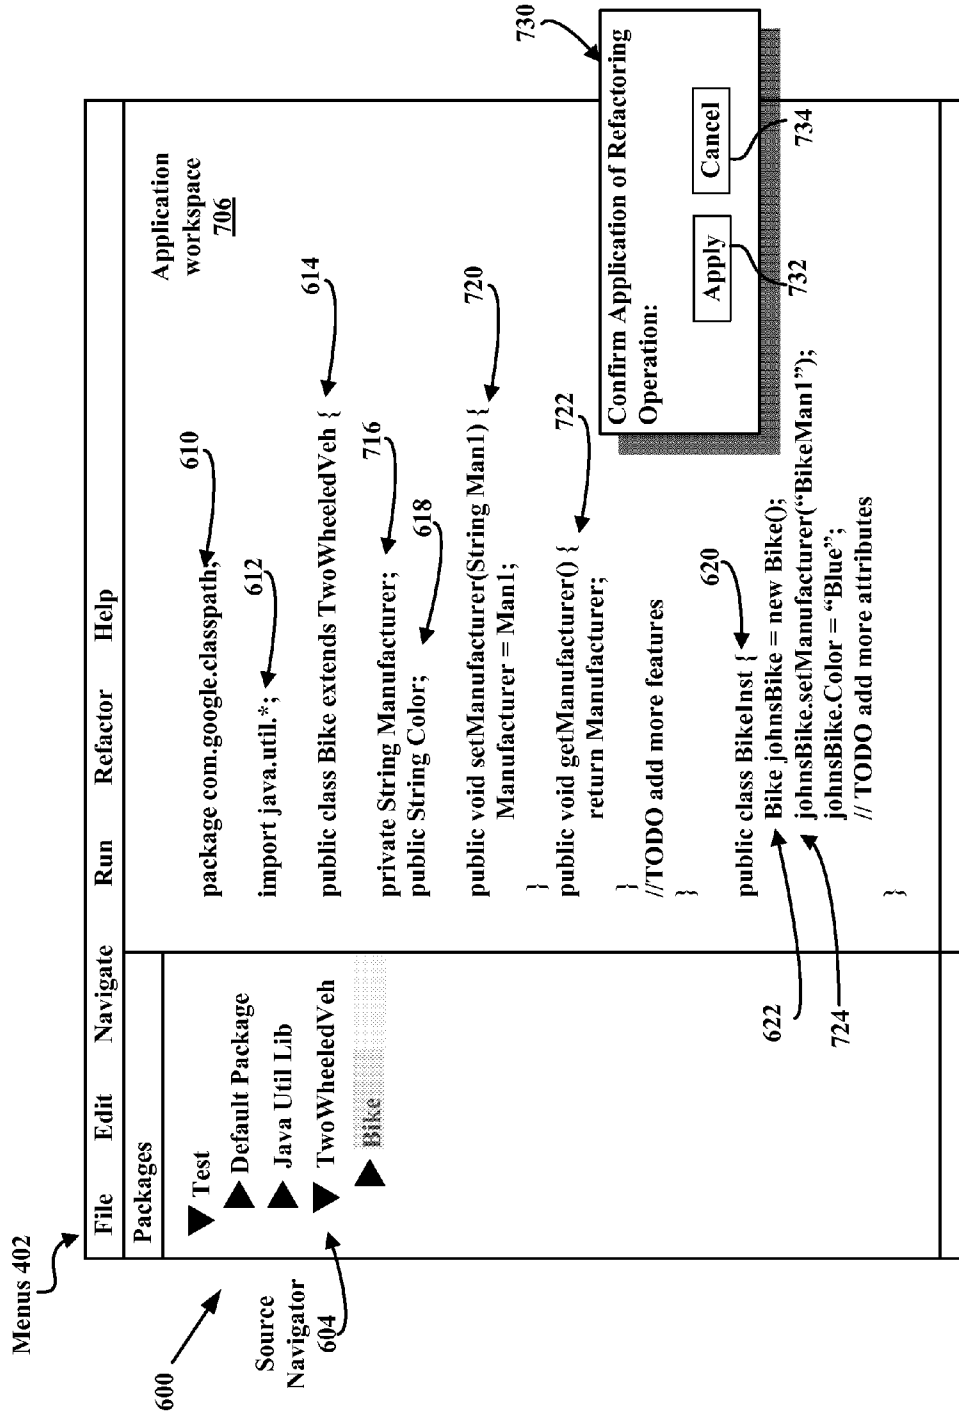 Menus 402
File Edit Navigate Run Refactor Help
Packages
600
Source
Navigator
604
Test
Default Package
Java Util Lib
TwoWheeledVeh
Bike
Application
workspace
706
package com.google.classpath;
610
import java.util.*;
612
public class Bike extends TwoWheeledVeh {
614
private String Manufacturer;
716
public String Color;
618
public void setManufacturer(String Man1) {
720
Manufacturer = Man1;
}
public void getManufacturer() {
722
return Manufacturer;
}
//TODO add more features
}
public class BikeInst {
620
Bike johnsBike = new Bike();
622
johnsBike.setManufacturer(“BikeMan1”);
724
johnsBike.Color = “Blue”;
// TODO add more attributes
}
730
Confirm Application of Refactoring
Operation:
Apply Cancel
732 734